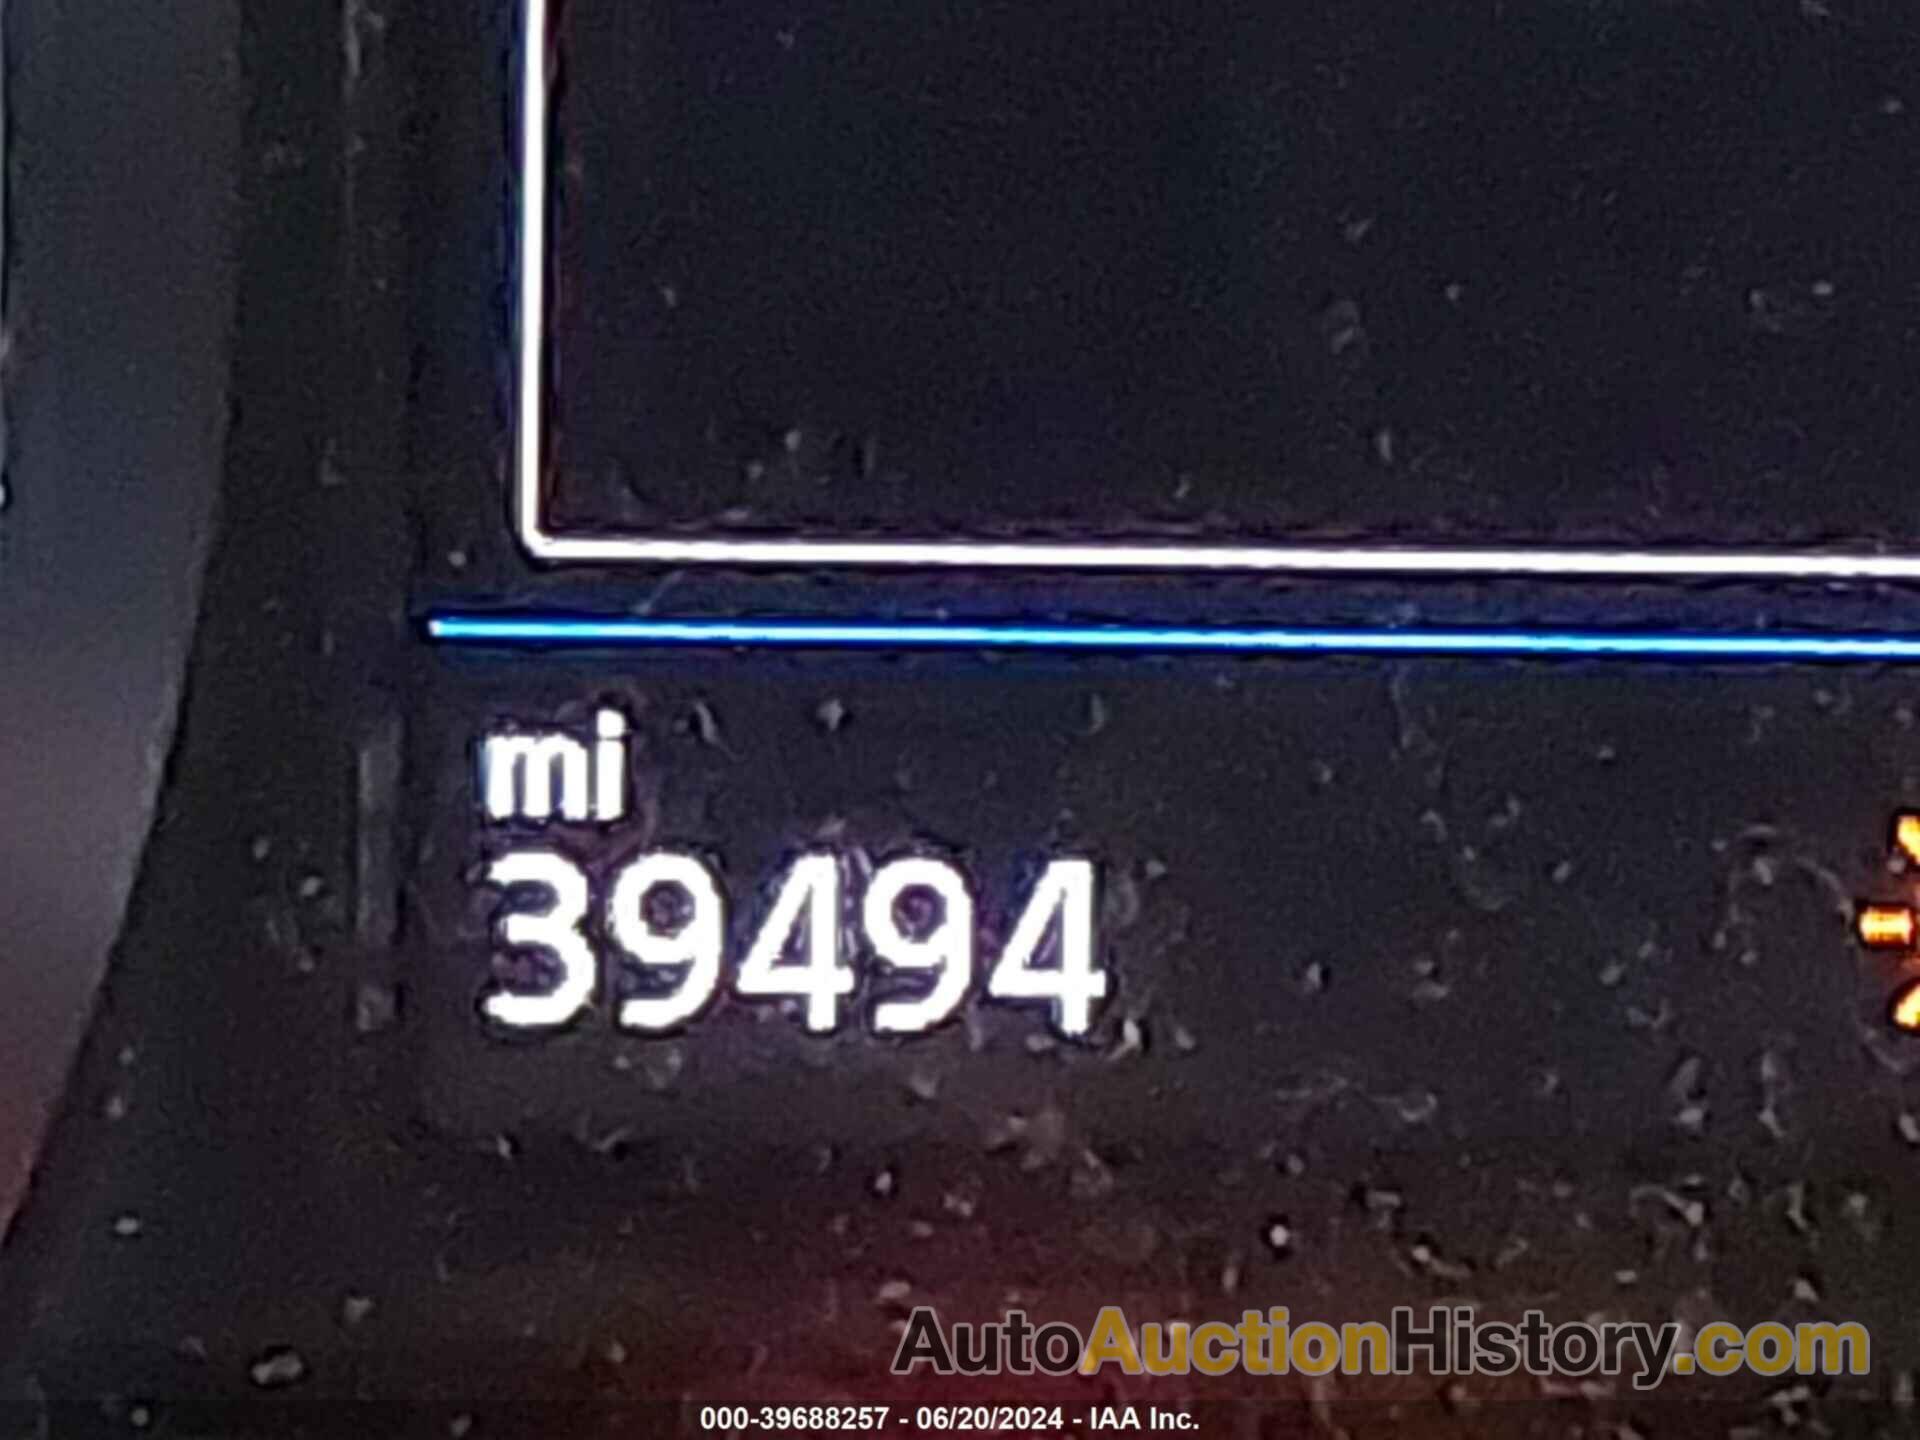 mi
39494
AutoAuctionHistory.com
000-39688257 - 06/20/2024 - IAA Inc.